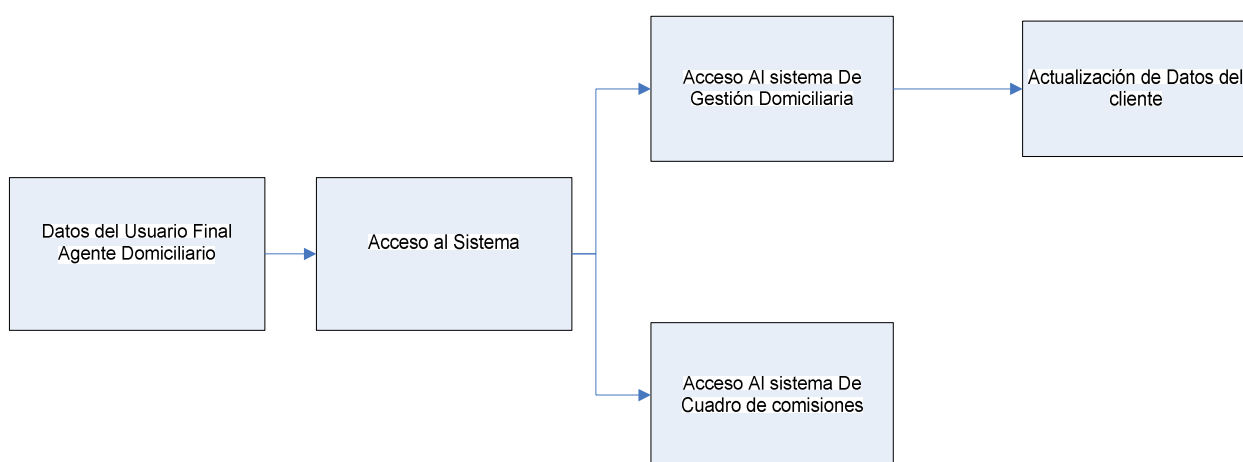 Datos del Usuario Final
Agente Domiciliario
Acceso al Sistema
Acceso Al sistema De
Gestión Domiciliaria
Actualización de Datos del
cliente
Acceso Al sistema De
Cuadro de comisiones